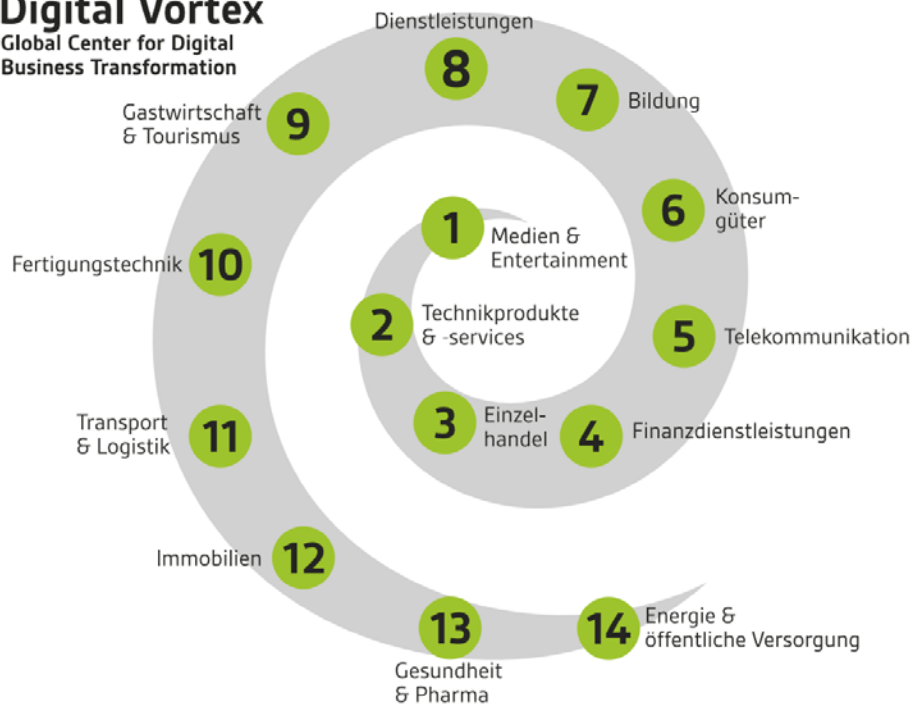 Digital Vortex
Global Center for Digital
Business Transformation
1
Medien &
Entertainment
2
Technikprodukte
& -services
3
Einzel-
handel
4
Finanzdienstleistungen
5
Telekommunikation
6
Konsum-
güter
7
Bildung
8
Dienstleistungen
9
Gastwirtschaft
& Tourismus
10
Fertigungstechnik
11
Transport
& Logistik
12
Immobilien
13
Gesundheit
& Pharma
14
Energie &
öffentliche Versorgung